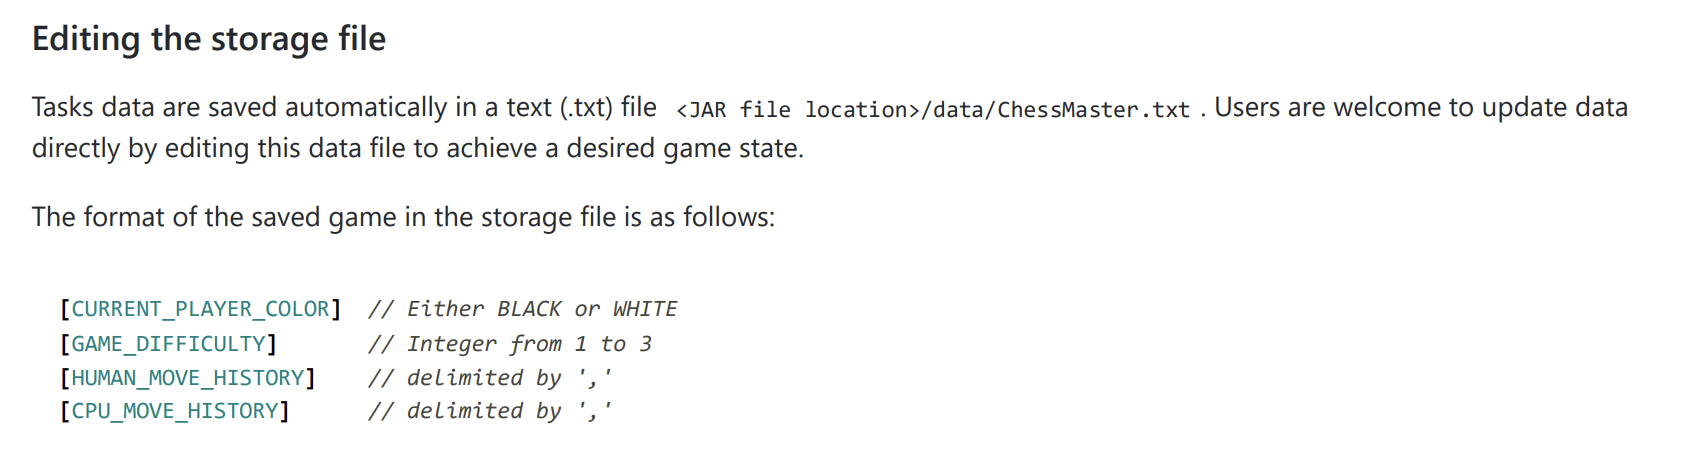 Editing the storage file
Tasks data are saved automatically in a text (.txt) file <JAR file location>/data/ChessMaster.txt . Users are welcome to update data
directly by editing this data file to achieve a desired game state.
The format of the saved game in the storage file is as follows:
[CURRENT_PLAYER_COLOR] // Either BLACK or WHITE
[GAME_DIFFICULTY] // Integer from 1 to 3
[HUMAN_MOVE_HISTORY] // delimited by ','
[CPU_MOVE_HISTORY] // delimited by ','